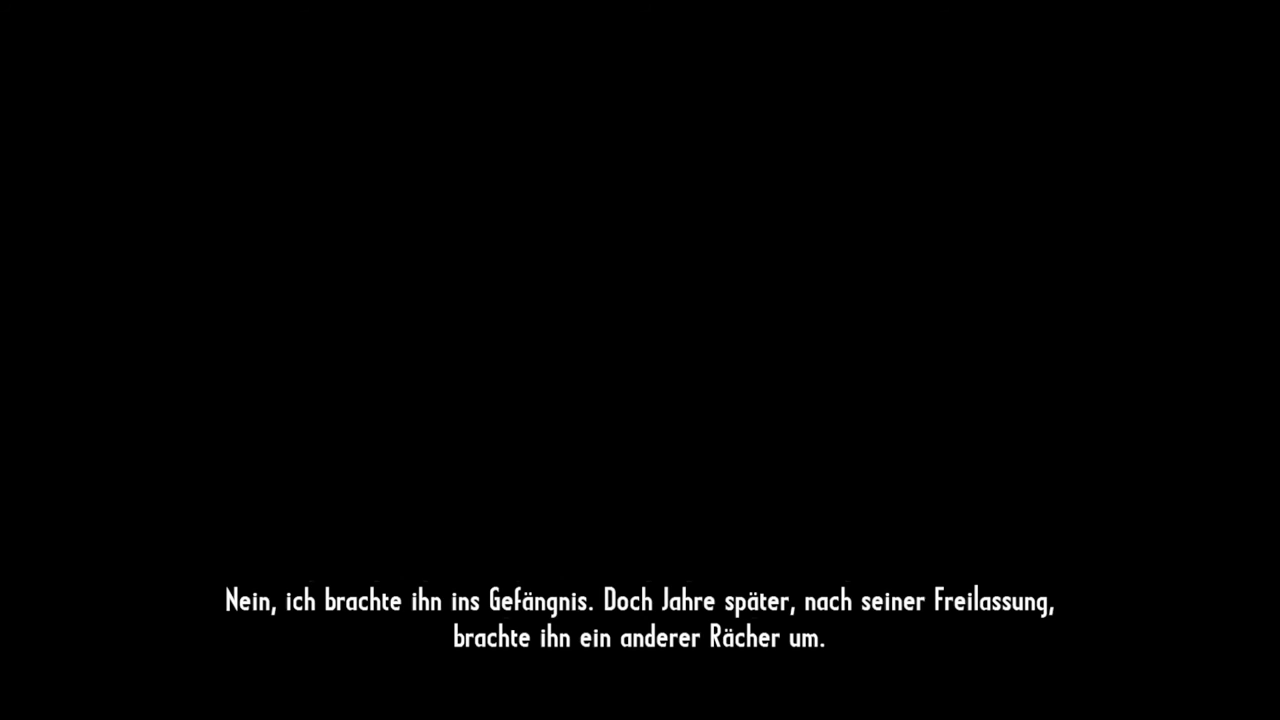 Nein, ich brachte ihn ins Gefängnis. Doch Jahre später, nach seiner Freilassung,
brachte ihn ein anderer Rächer um.